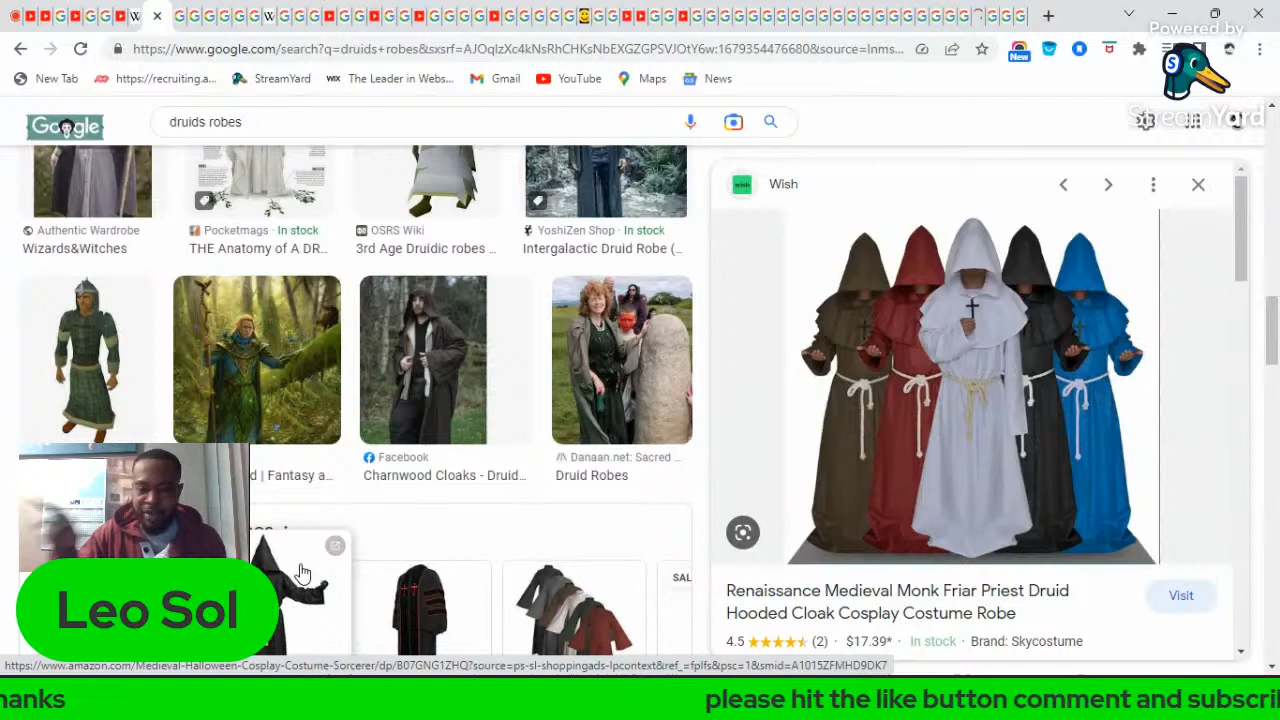 Powered by
StreamYard
https://www.google.com/search?q=druids+robes&sxsrf=AJOqlzXc4kNsRhCHKsNbEXGZGPSVJOtY6w:1679354476680&source=lnms...
New
New Tab
https://recruiting.a...
StreamYard
WIX The Leader in Webs...
Gmail
YouTube
Maps
News
Google
druids robes
Authentic Wardrobe
Wizards&Witches
Pocketmags · In stock
THE Anatomy of A DR...
OSRS Wiki
3rd Age Druidic robes ...
YoshiZen Shop · In stock
Intergalactic Druid Robe (...
wish
Wish
d | Fantasy a...
Facebook
Charnwood Cloaks - Druid...
Danaan.net: Sacred ...
Druid Robes
SAL
Renaissance Medieval Monk Friar Priest Druid
Hooded Cloak Cosplay Costume Robe
Visit
4.5 ★★★★★ (2) · $17.39* · In stock · Brand: Skycostume
Leo Sol
https://www.amazon.com/Medieval-Halloween-Cosplay-Costume-Sorcerer/dp/B07GNG1ZHQ?source=ps-sl-shoppingads-lpcontext&ref_=fplfs&psc=1&smid=A1015ZFMHD9DK7
hanks
please hit the like button comment and subscri